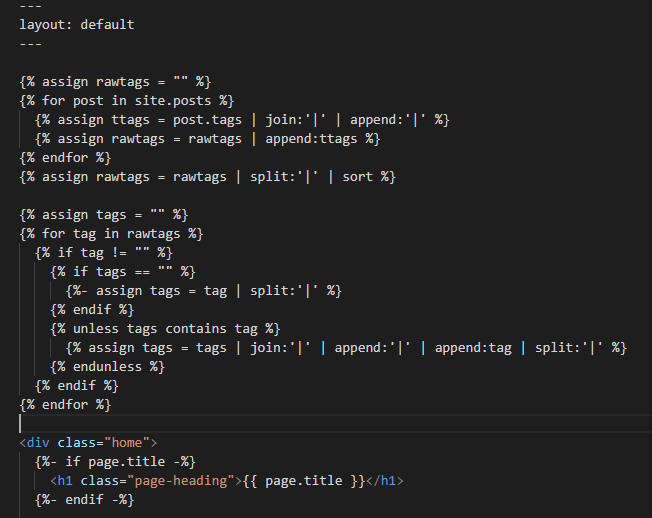 ---
layout: default
---
{% assign rawtags = "" %}
{% for post in site.posts %}
{% assign ttags = post.tags | join:'|' | append:'|' %}
{% assign rawtags = rawtags | append:ttags %}
{% endfor %}
{% assign rawtags = rawtags | split:'|' | sort %}
{% assign tags = "" %}
{% for tag in rawtags %}
{% if tag != "" %}
{% if tags == "" %}
{%- assign tags = tag | split:'|' %}
{% endif %}
{% unless tags contains tag %}
{% assign tags = tags | join:'|' | append:'|' | append:tag | split:'|' %}
{% endunless %}
{% endif %}
{% endfor %}
<div class="home">
{%- if page.title -%}
<h1 class="page-heading">{{ page.title }}</h1>
{%- endif -%}